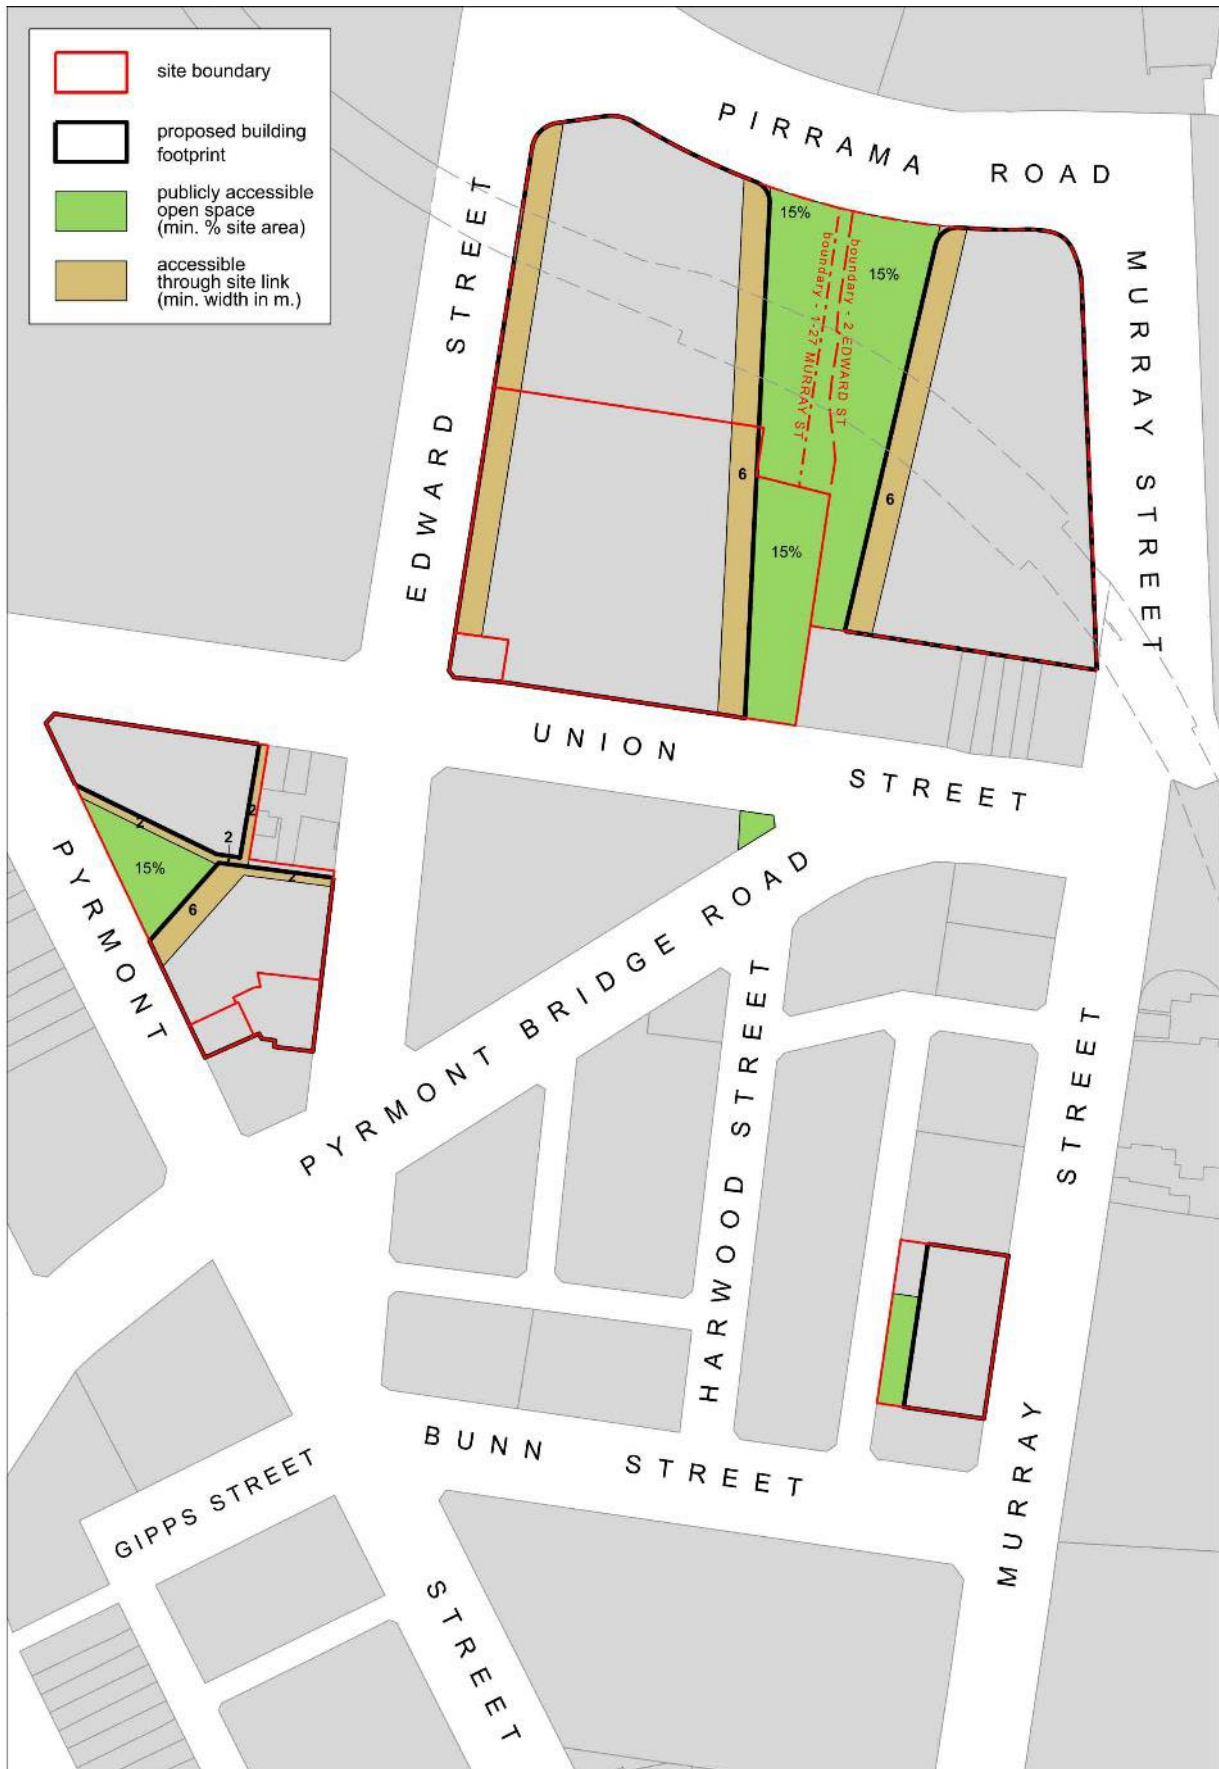 site boundary
proposed building
footprint
publicly accessible
open space
(min. % site area)
accessible
through site link
(min. width in m.)
PIRRAMA ROAD
EDWARD STREET
MURRAY STREET
15%
15%
boundary - 2 EDWARD ST
boundary - 1-27 MURRAY ST
6
6
15%
UNION STREET
2
2
2
15%
2
6
PYRMONT STREET
PYRMONT BRIDGE ROAD
HARWOOD STREET
MURRAY STREET
BUNN STREET
GIPPS STREET